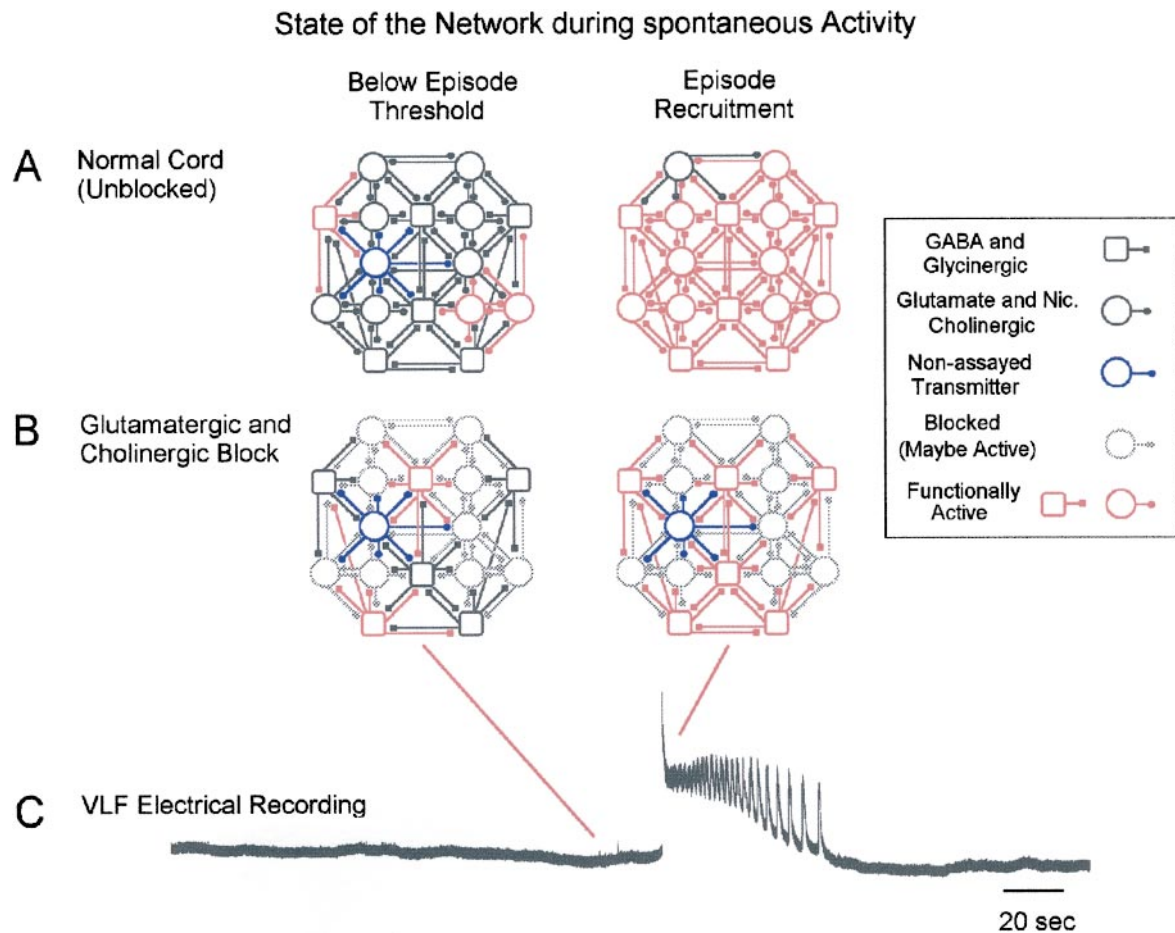 State of the Network during spontaneous Activity
Below Episode
Threshold
Episode
Recruitment
A
Normal Cord
(Unblocked)
GABA and
Glycinergic
Glutamate and Nic.
Cholinergic
Non-assayed
Transmitter
Blocked
(Maybe Active)
Functionally
Active
B
Glutamatergic and
Cholinergic Block
C
VLF Electrical Recording
20 sec